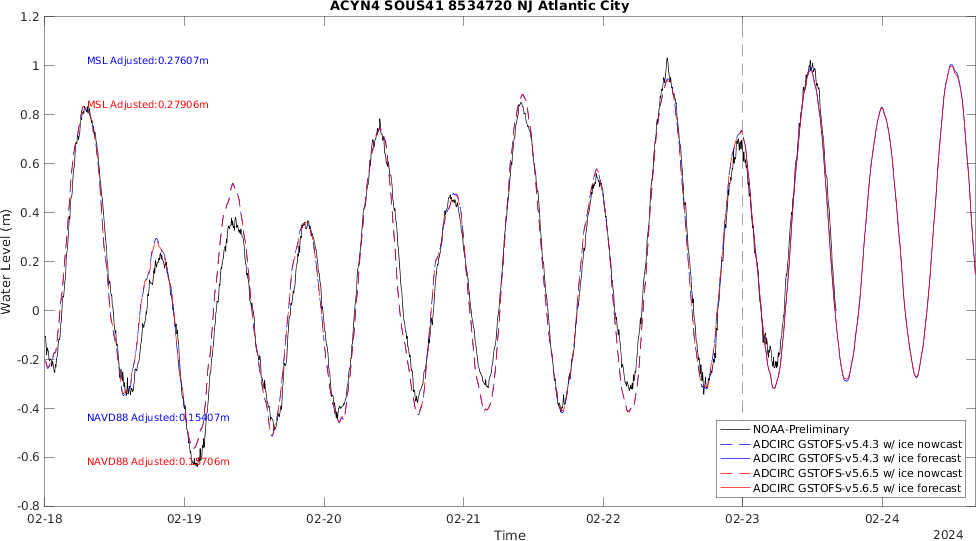 ACYN4 SOUS41 8534720 NJ Atlantic City
1.2
1
0.8
0.6
0.4
0.2
0
-0.2
-0.4
-0.6
-0.8
Water Level (m)
MSL Adjusted:0.27607m
MSL Adjusted:0.27906m
NAVD88 Adjusted:0.15407m
NAVD88 Adjusted:0.15706m
NOAA-Preliminary
ADCIRC GSTOFS-v5.4.3 w/ ice nowcast
ADCIRC GSTOFS-v5.4.3 w/ ice forecast
ADCIRC GSTOFS-v5.6.5 w/ ice nowcast
ADCIRC GSTOFS-v5.6.5 w/ ice forecast
02-18 02-19 02-20 02-21 02-22 02-23 02-24
Time
2024